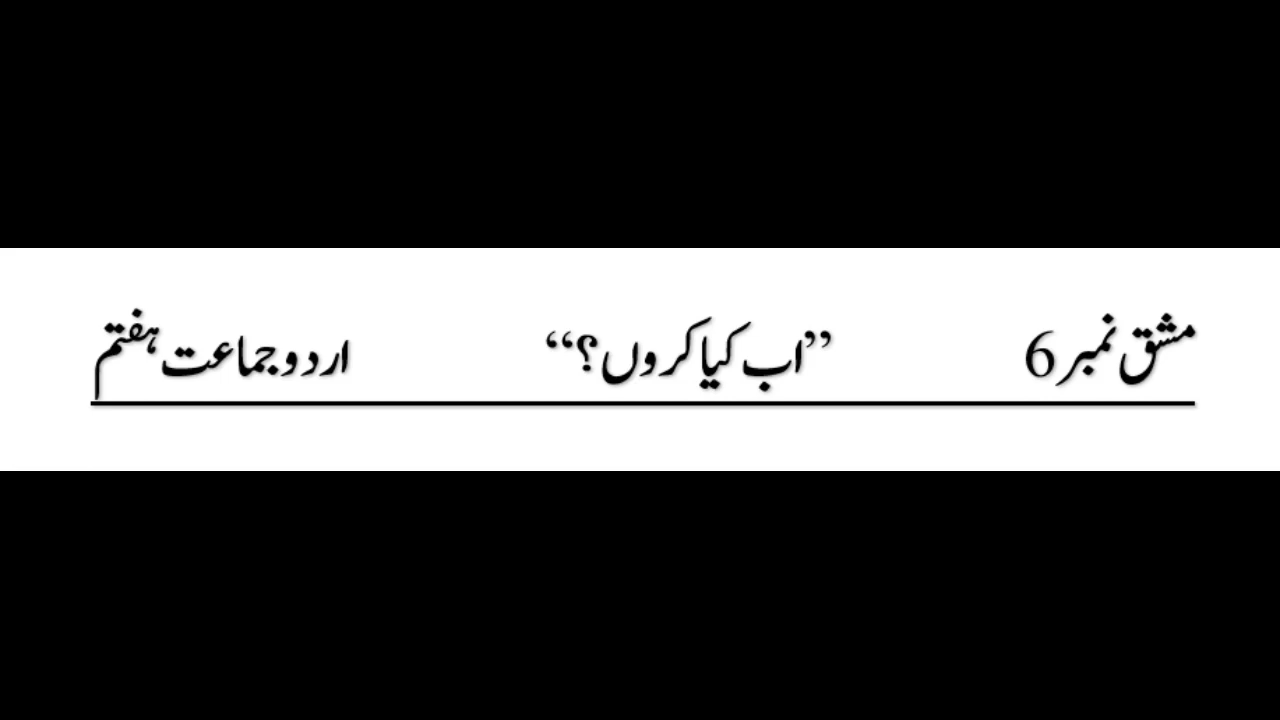 مشق نمبر 6 ”اب کیا کروں؟“ اردو جماعت ہفتم